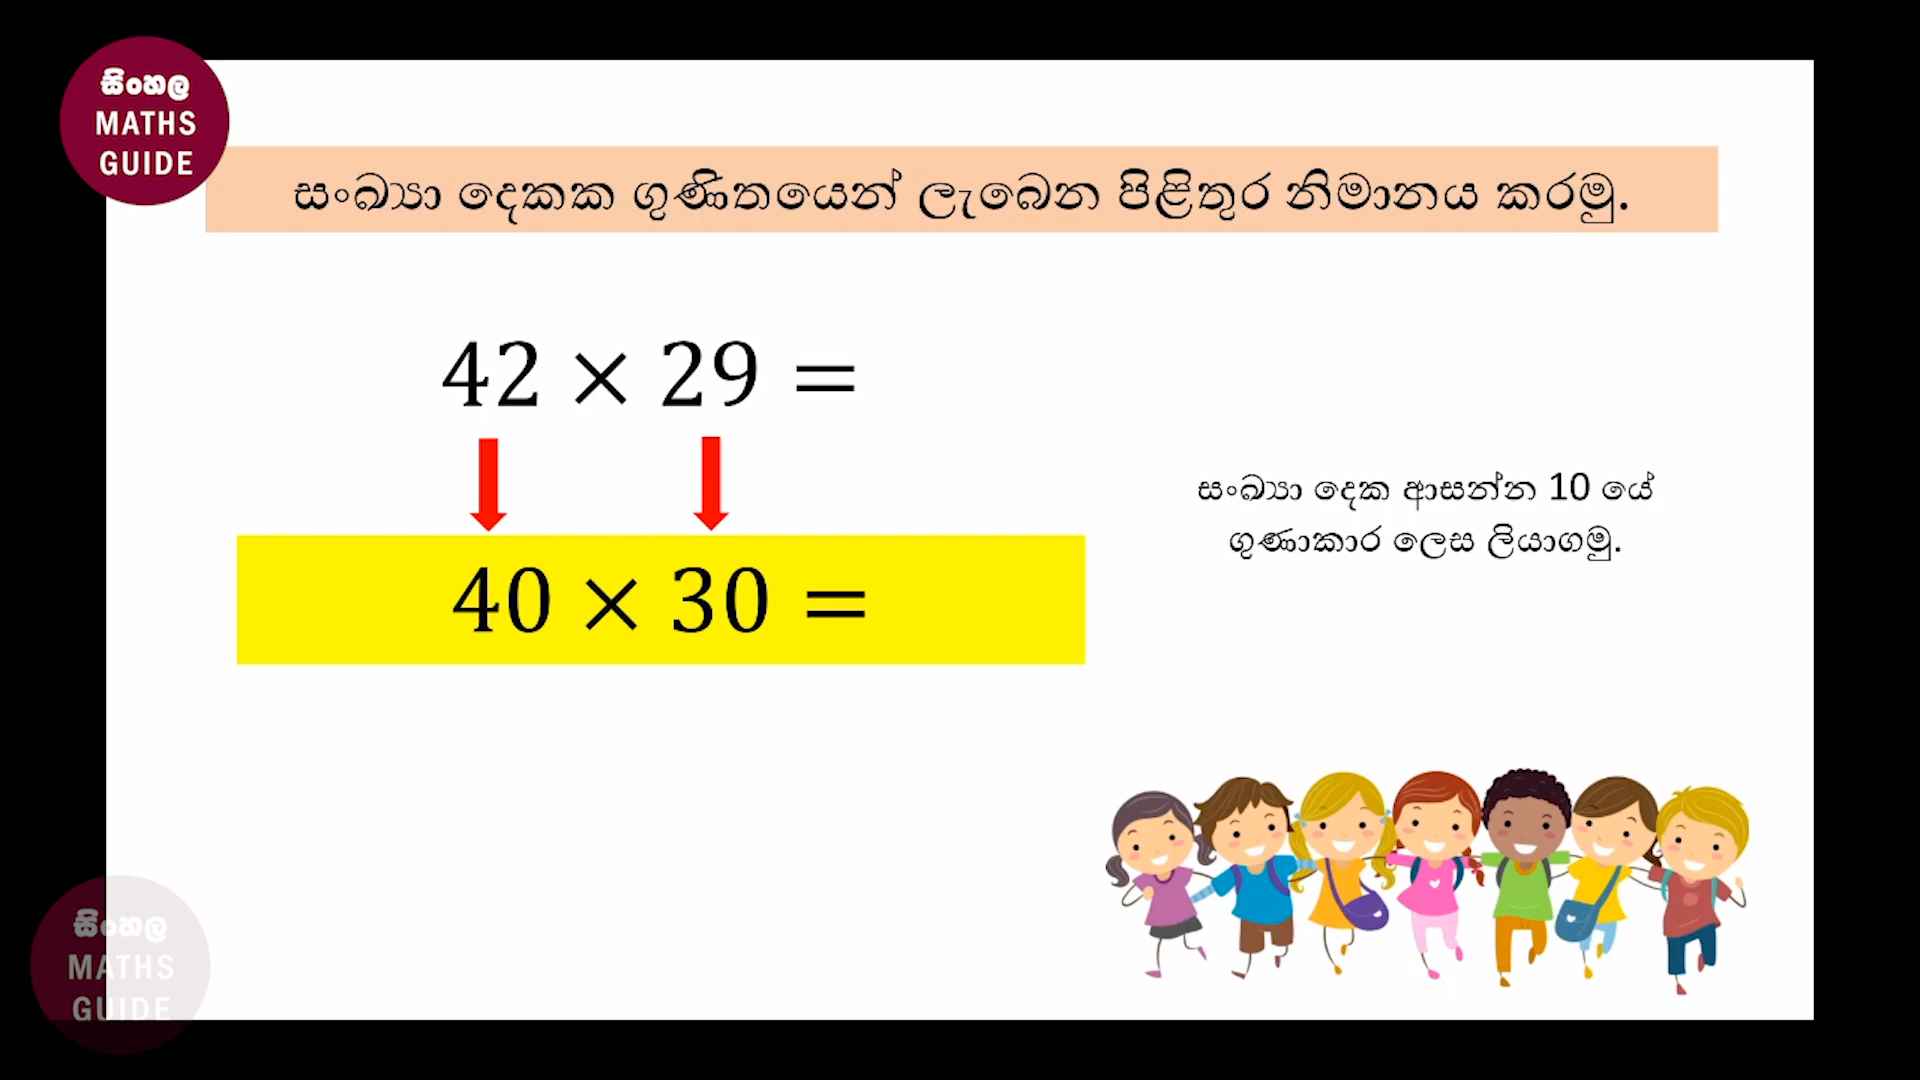 සිංහල
MATHS
GUIDE
සංඛ්‍යා දෙකක ගුණිතයෙන් ලැබෙන පිළිතුර නිමානය කරමු.
42 × 29 =
40 × 30 =
සංඛ්‍යා දෙක ආසන්න 10 යේ
ගුණාකාර ලෙස ලියාගමු.
සිංහල
MATHS
GUIDE